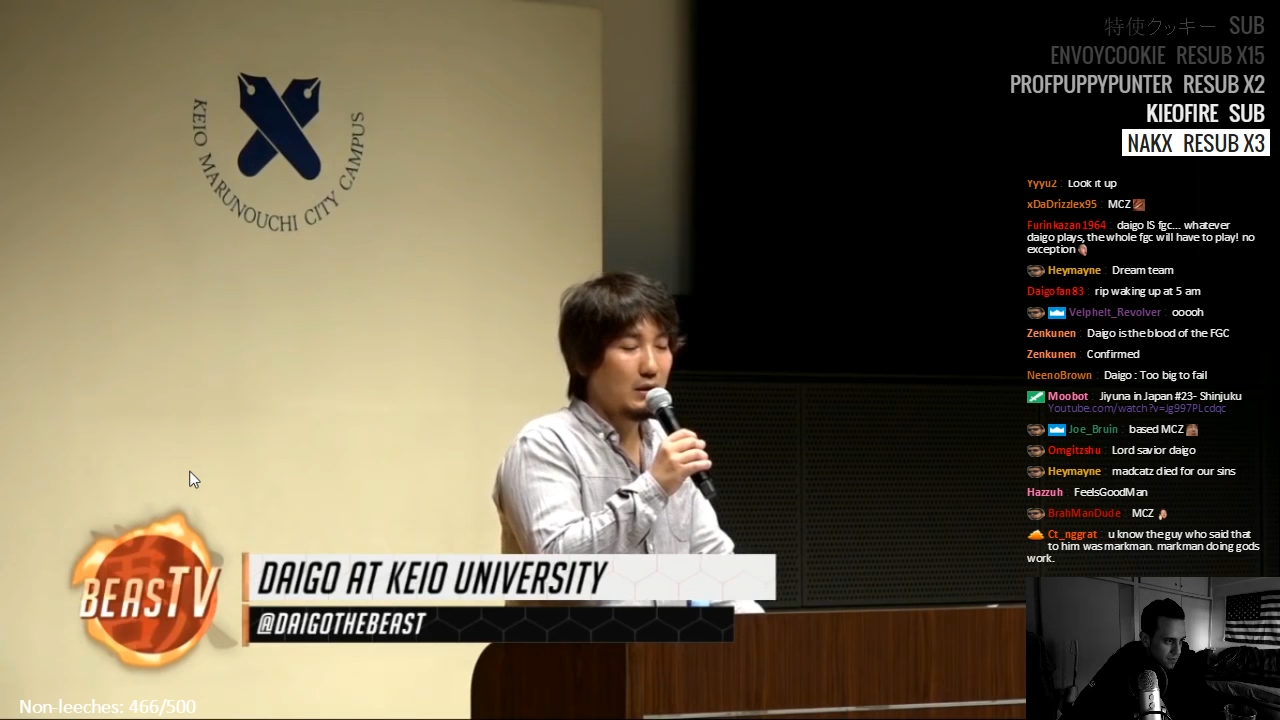 KEIO MARUNOUCHI CITY CAMPUS
特使クッキー SUB
ENVOYCOOKIE RESUB X15
PROFPUPPYPUNTER RESUB X2
KIEOFIRE SUB
NAKX RESUB X3
Yyyu2 : Look it up
xDaDrizzlex95 : MCZ
Furinkazan1964 : daigo IS fgc... whatever
daigo plays, the whole fgc will have to play! no
exception
Heymayne : Dream team
Daigofan83 : rip waking up at 5 am
Velphelt_Revolver : ooooh
Zenkunen : Daigo is the blood of the FGC
Zenkunen : Confirmed
NeenoBrown : Daigo : Too big to fail
Moobot : Jiyuna in Japan #23- Shinjuku
Youtube.com/watch?v=Jg997PLcdqc
Joe_Bruin : based MCZ
Omgitzshu : Lord savior daigo
Heymayne : madcatz died for our sins
Hazzuh : FeelsGoodMan
BrahManDude : MCZ
Ct_nggrat : u know the guy who said that
to him was markman. markman doing gods
work.
BEASTV
DAIGO AT KEIO UNIVERSITY
@DAIGOTHEBEAST
Non-leeches: 466/500